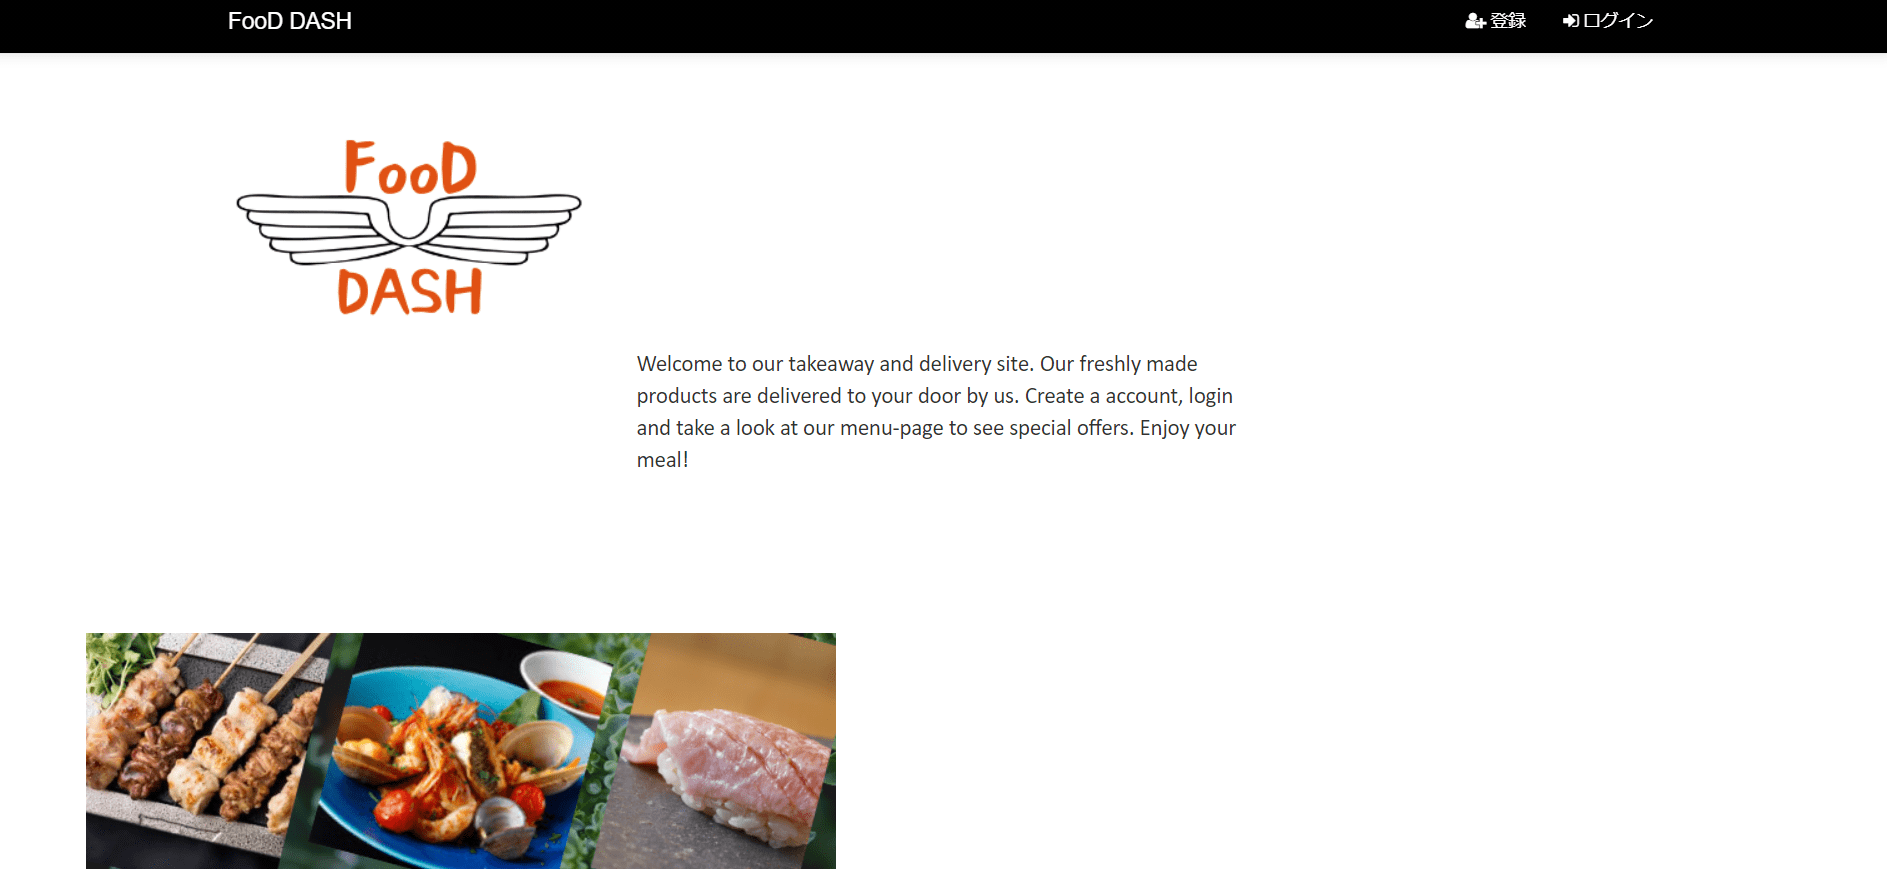 FooD DASH
登録
ログイン
FooD
DASH
Welcome to our takeaway and delivery site. Our freshly made
products are delivered to your door by us. Create a account, login
and take a look at our menu-page to see special offers. Enjoy your
meal!